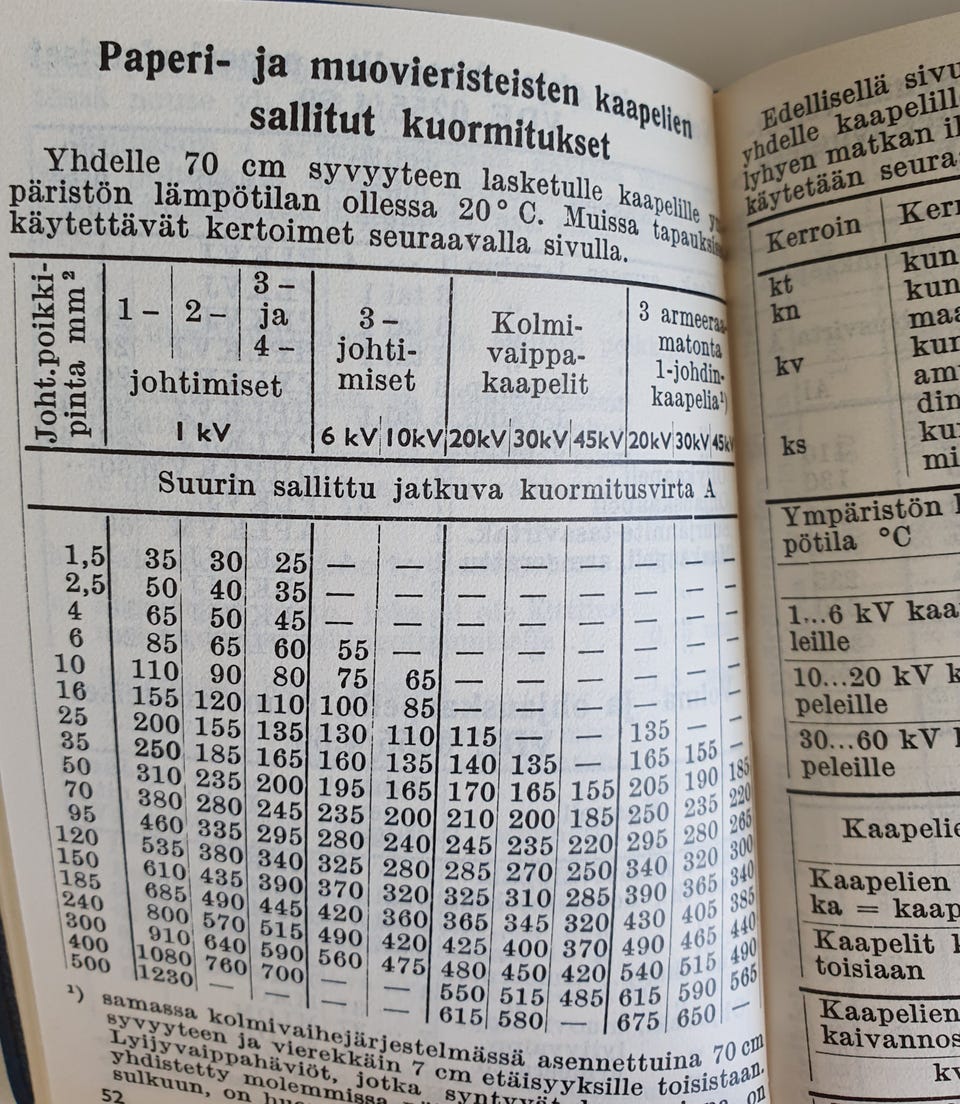 Paperi- ja muovieristeisten kaapelien
sallitut kuormitukset
Yhdelle 70 cm syvyyteen lasketulle kaapelille
päristön lämpötilan ollessa 20° C. Muissa
käytettävät kertoimet seuraavalla sivulla.
Joht.poikki-
pinta mm²
1-
2-
3-
ja
4-
johtimiset
1 kV
3-
johti-
miset
6 kV 10kV
Kolmi-
vaippa-
kaapelit
20kV 30kV 45kV
3 armeeraa-
matonta
1-johdin-
kaapelia¹)
20kV 30kV 45kV
Suurin sallittu jatkuva kuormitusvirta A
1,5 35 30 25 — — — — — — — —
2,5 50 40 35 — — — — — — — —
4 65 50 45 — — — — — — — —
6 85 65 60 55 — — — — — — —
10 110 90 80 75 65 — — — — — —
16 155 120 110 100 85 — — — — — —
25 200 155 135 130 110 115 — — 135 — —
35 250 185 165 160 135 140 135 — 165 155 —
50 310 235 200 195 165 170 165 155 205 190 185
70 380 280 245 235 200 210 200 185 250 235 220
95 460 335 295 280 240 245 235 220 295 280 265
120 535 380 340 325 280 285 270 250 340 320 300
150 610 435 390 370 320 325 310 285 390 365 340
185 685 490 445 420 360 365 345 320 430 405 385
240 800 570 515 490 420 425 400 370 490 465 440
300 910 640 590 560 475 480 450 420 540 515 490
400 1080 760 700 — — 550 515 485 615 590 565
500 1230 — — — — 615 580 — 675 650 —
¹) samassa kolmivaihejärjestelmässä asennettuina 70 cm
syvyyteen ja vierekkäin 7 cm etäisyyksille toisistaan.
Lyijyvaippahäviöt, jotka syntyvät on
yhdistetty molemmissa
sulkuun, on
52
Edellisellä
yhdelle
lyhyen matkan
käytetään
Kerroin
kt
kn
kv
ks
kun
kun
Ympäristön
pötila °C
1...6 kV kaa
leille
10...20 kV
peleille
30...60 kV
peleille
Kaapelien
ka = kaap
Kaapelit
toisiaan
Kaapelien
kaivannos